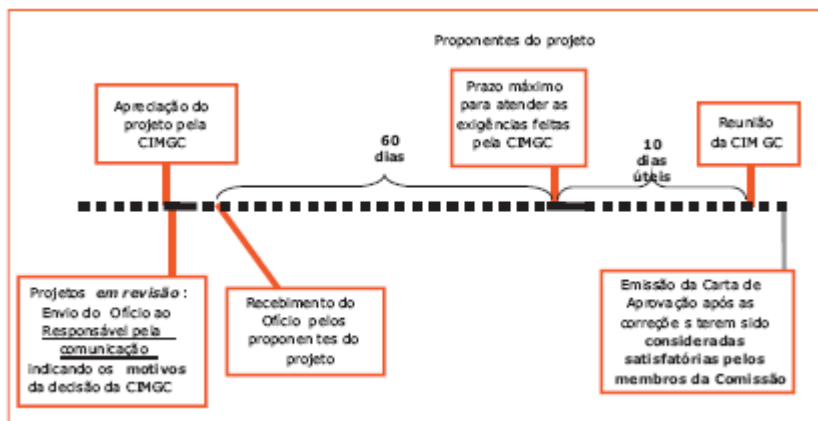 Proponentes do projeto
Apreciação do
projeto pela
CIMGC
60
dias
Prazo máximo
para atender as
exigências feitas
pela CIMGC
10
dias
úteis
Reunião
da CIM GC
Projetos em revisão :
Envio do Ofício ao
Responsável pela
comunicação
indicando os motivos
da decisão da CIMGC
Recebimento do
Ofício pelos
proponentes do
projeto
Emissão da Carta de
Aprovação após as
correçõe s terem sido
consideradas
satisfatórias pelos
membros da Comissão